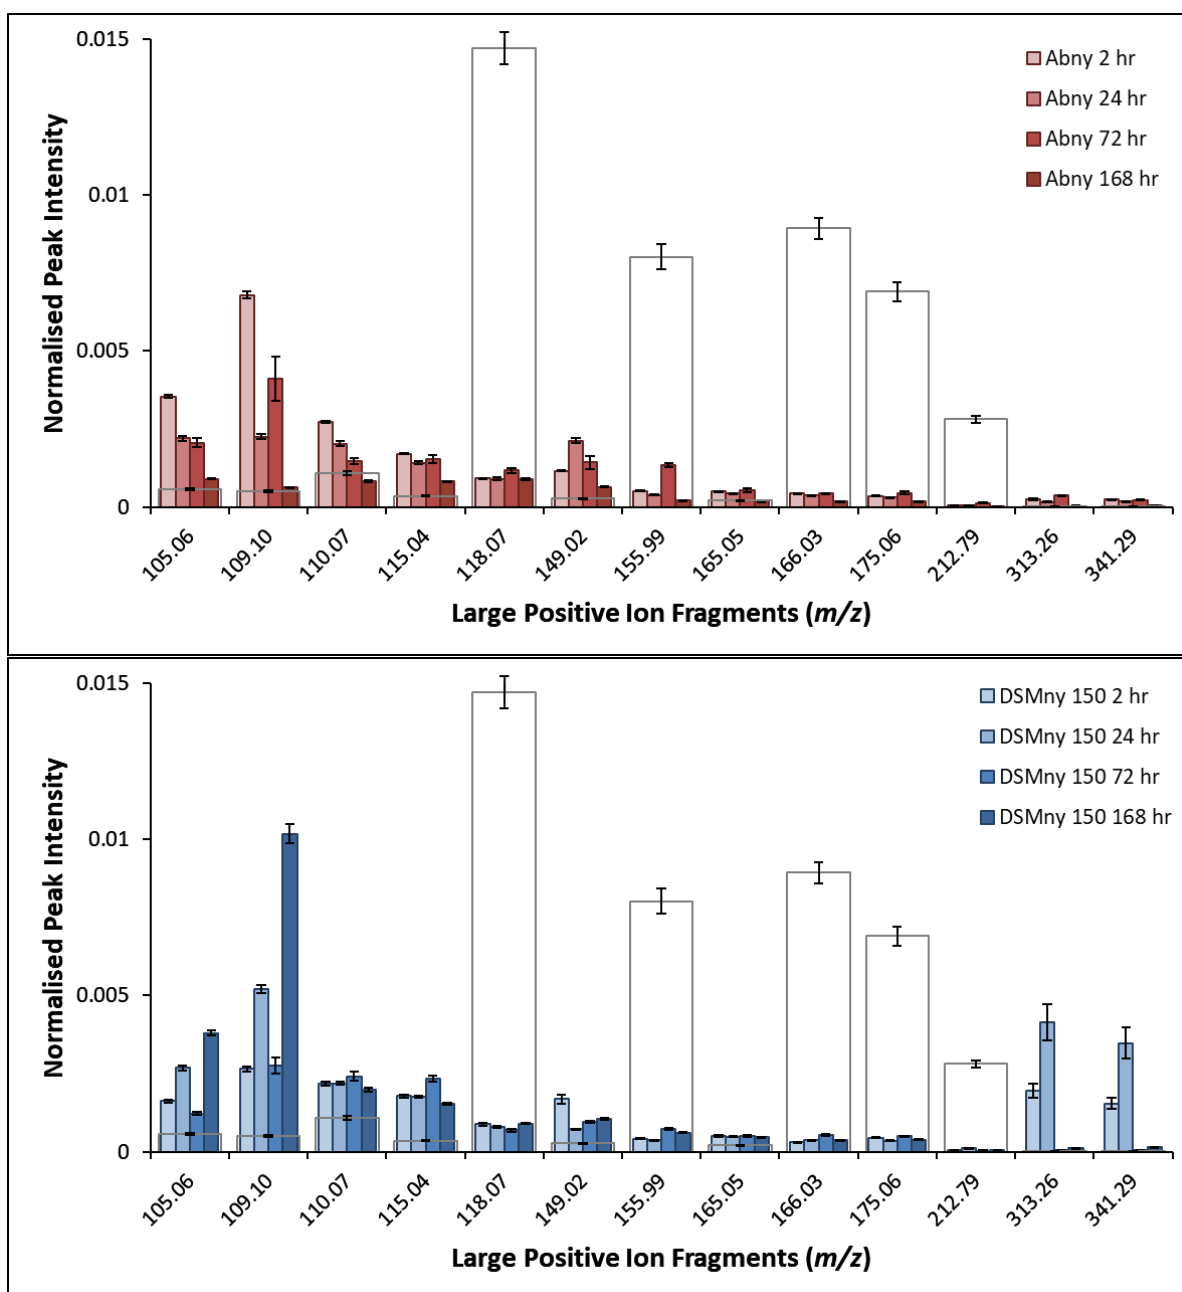 Normalised Peak Intensity
0.015
0.01
0.005
0
Abny 2 hr
Abny 24 hr
Abny 72 hr
Abny 168 hr
105.06
109.10
110.07
115.04
118.07
149.02
155.99
165.05
166.03
175.06
212.79
313.26
341.29
Large Positive Ion Fragments (m/z)
Normalised Peak Intensity
0.015
0.01
0.005
0
DSMny 150 2 hr
DSMny 150 24 hr
DSMny 150 72 hr
DSMny 150 168 hr
105.06
109.10
110.07
115.04
118.07
149.02
155.99
165.05
166.03
175.06
212.79
313.26
341.29
Large Positive Ion Fragments (m/z)